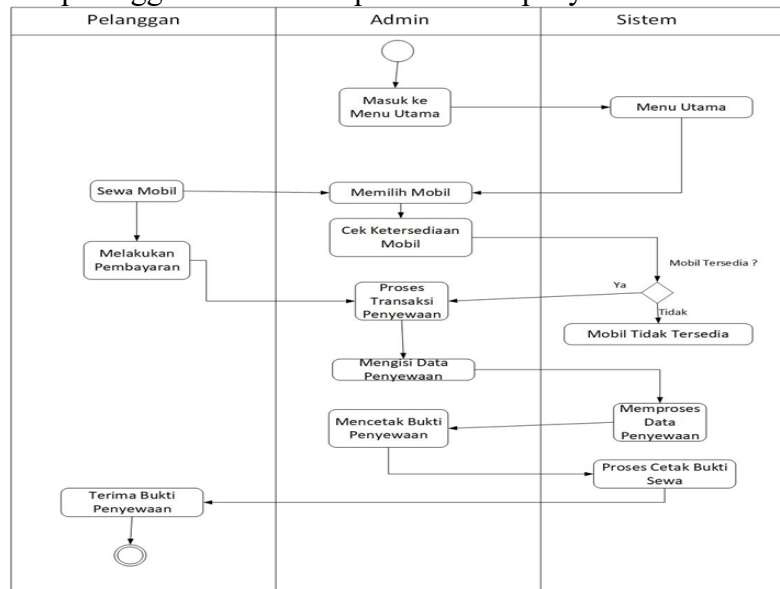 Pelanggan
Admin
Sistem
Masuk ke
Menu Utama
Menu Utama
Sewa Mobil
Memilih Mobil
Cek Ketersediaan
Mobil
Melakukan
Pembayaran
Mobil Tersedia ?
Ya
Tidak
Proses
Transaksi
Penyewaan
Mobil Tidak Tersedia
Mengisi Data
Penyewaan
Memproses
Data
Penyewaan
Mencetak Bukti
Penyewaan
Proses Cetak Bukti
Sewa
Terima Bukti
Penyewaan